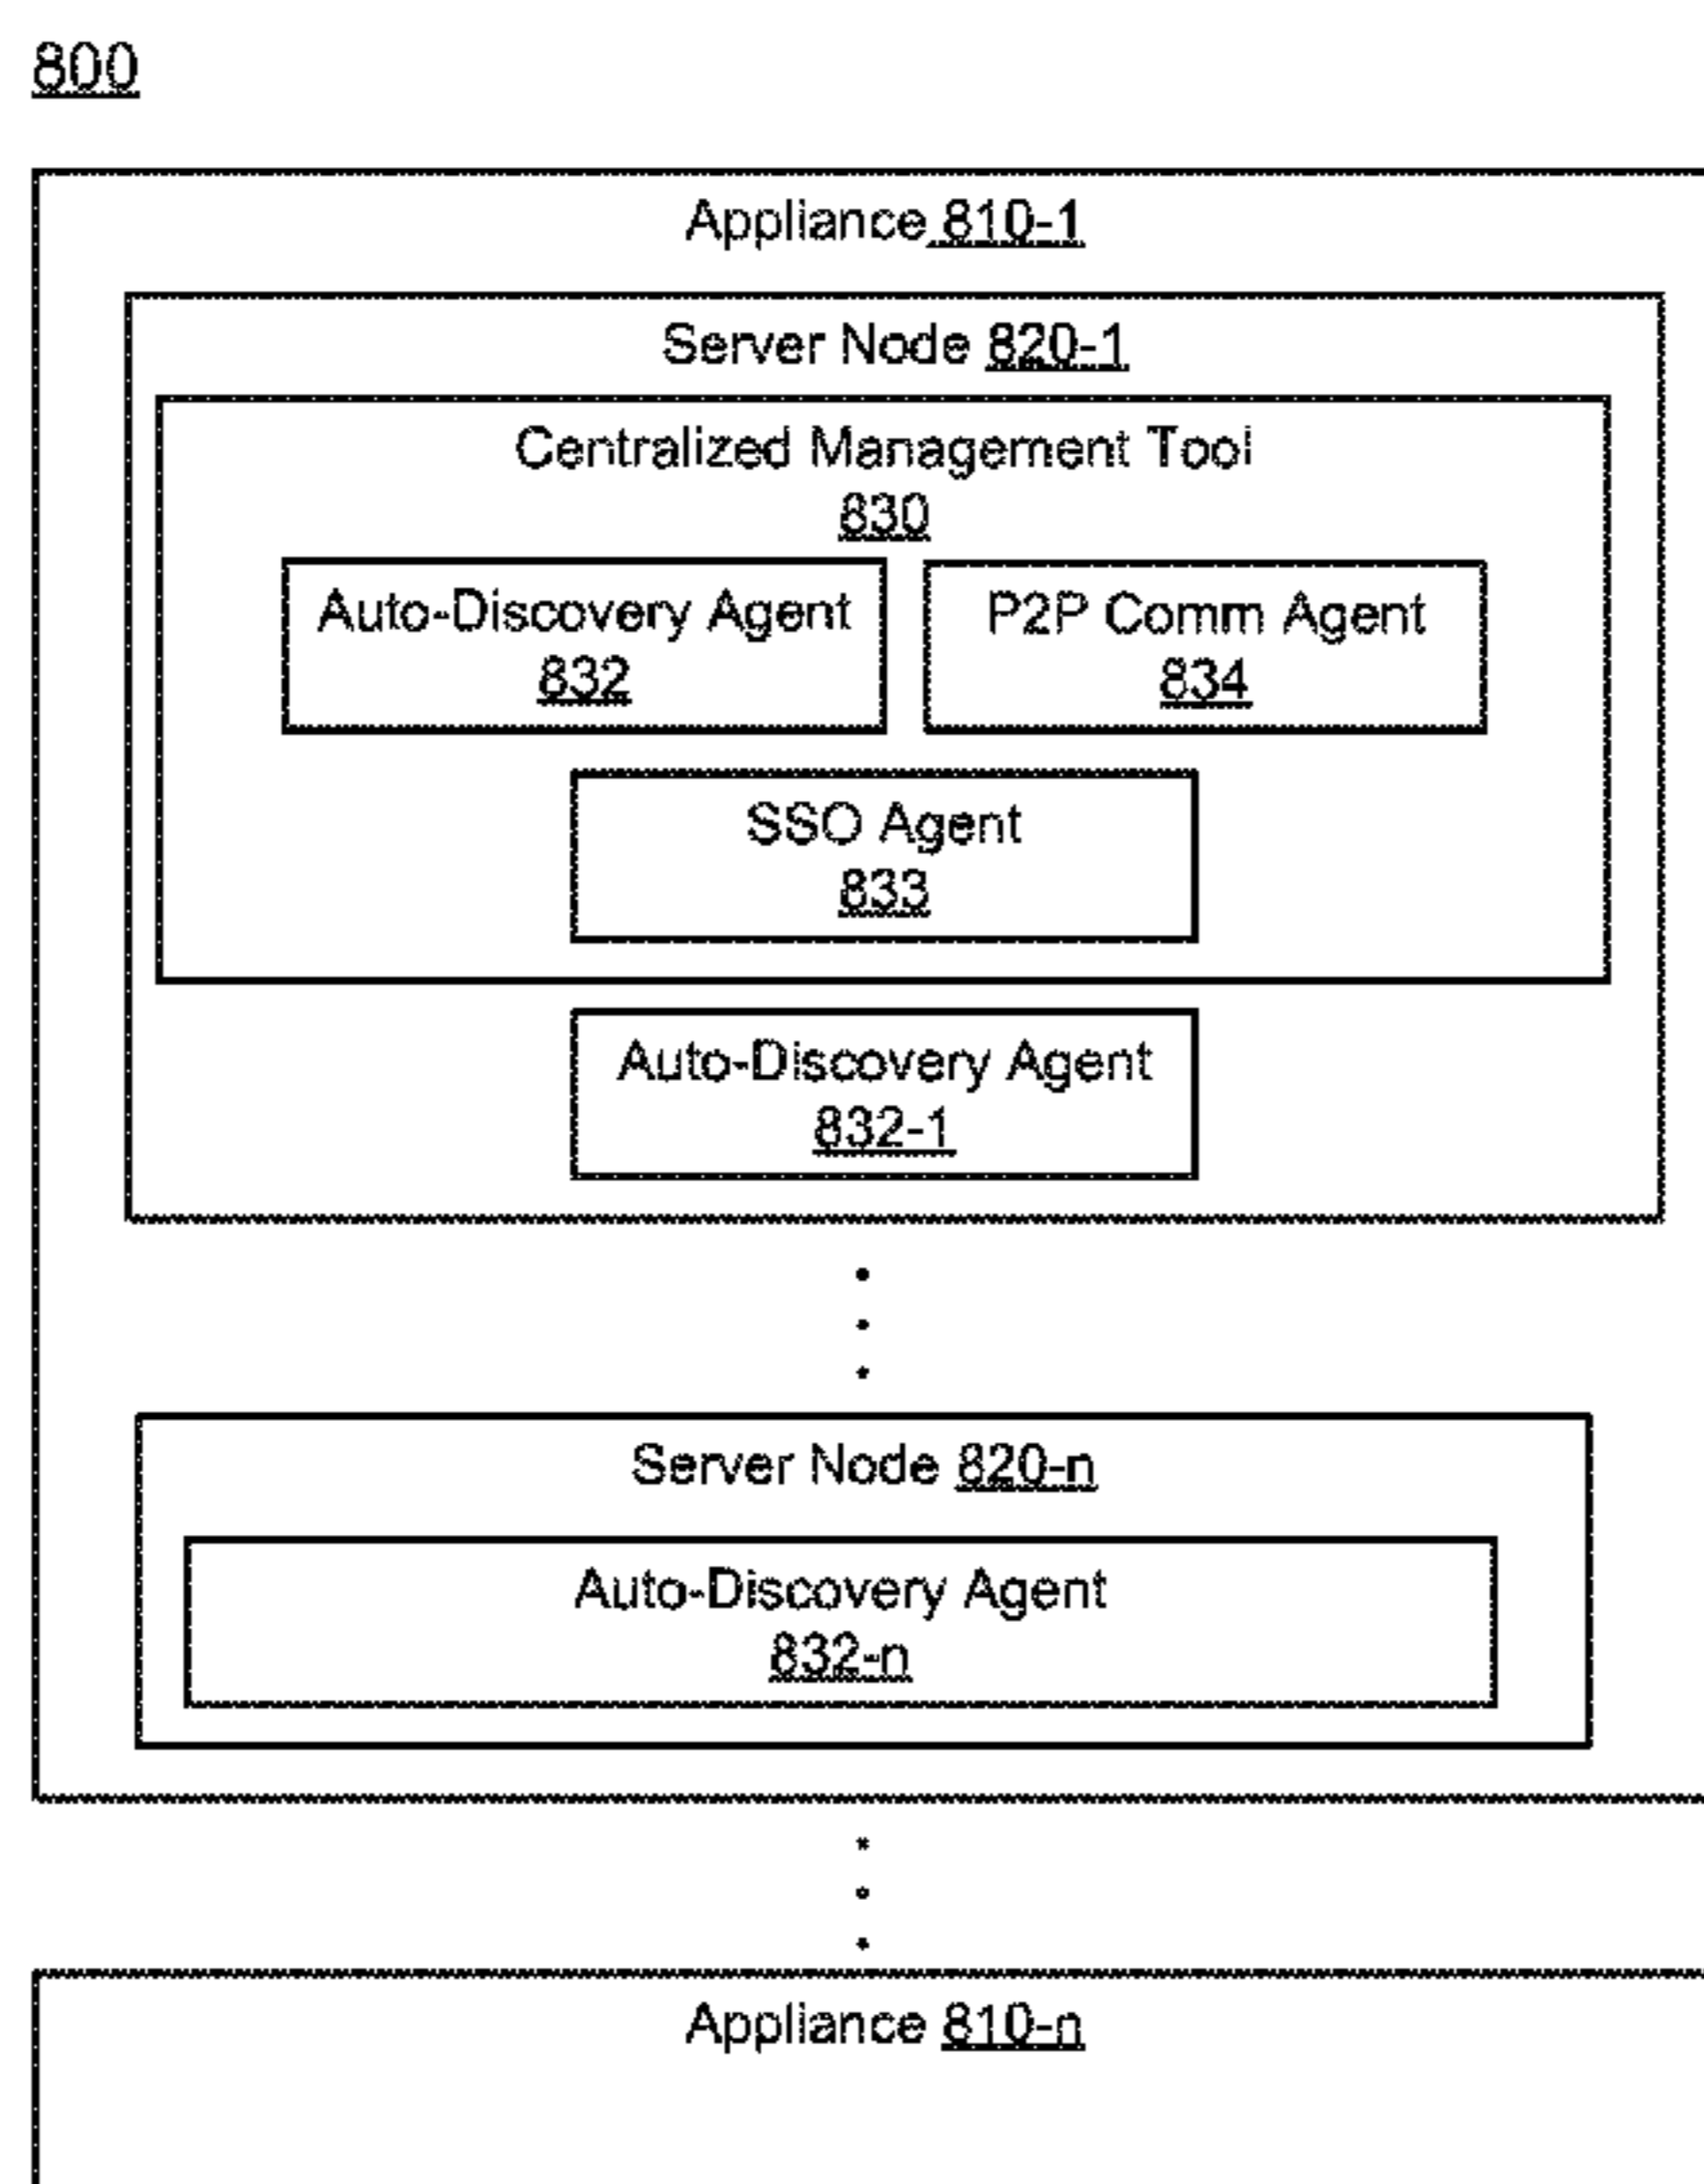 800
Appliance 810-1
Server Node 820-1
Centralized Management Tool
830
Auto-Discovery Agent
832
P2P Comm Agent
834
SSO Agent
833
Auto-Discovery Agent
832-1
Server Node 820-n
Auto-Discovery Agent
832-n
Appliance 810-n